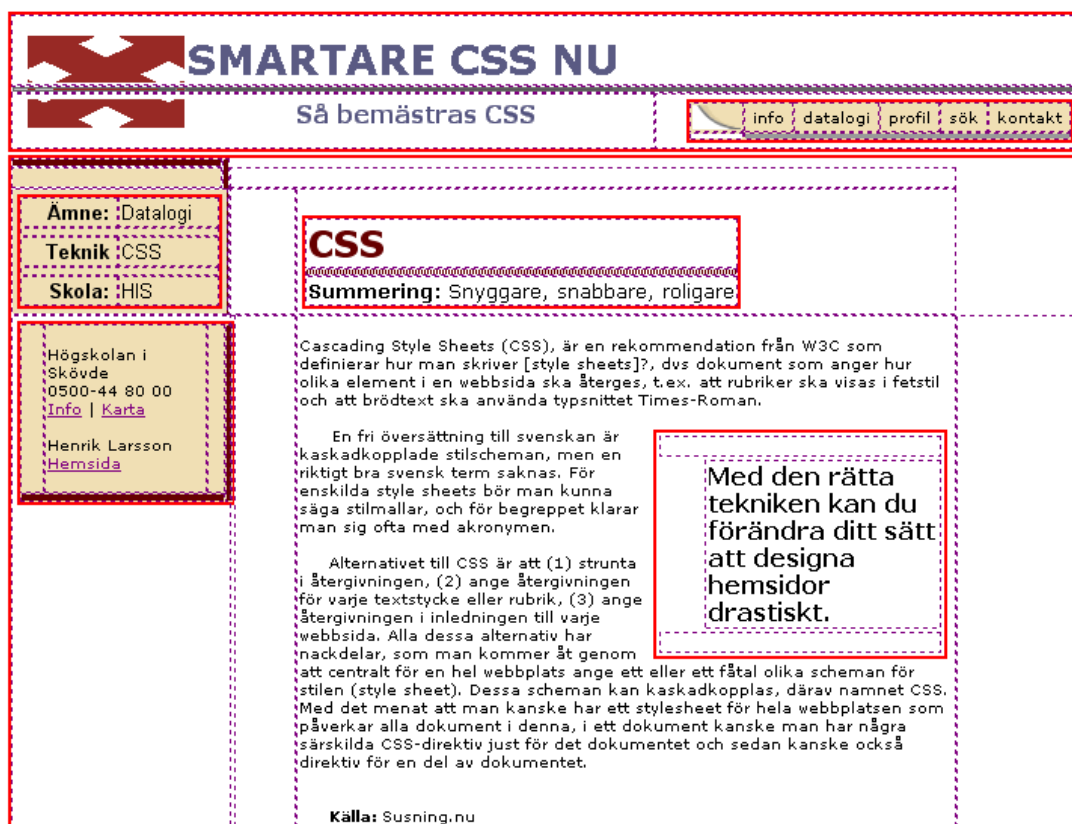 SMARTARE CSS NU
Så bemästras CSS
info datalogi profil sök kontakt
Ämne: Datalogi
Teknik CSS
Skola: HIS
Högskolan i
Skövde
0500-44 80 00
Info | Karta
Henrik Larsson
Hemsida
CSS
Summering: Snyggare, snabbare, roligare
Cascading Style Sheets (CSS), är en rekommendation från W3C som
definierar hur man skriver [style sheets]?, dvs dokument som anger hur
olika element i en webbsida ska återges, t.ex. att rubriker ska visas i fetstil
och att brödtext ska använda typsnittet Times-Roman.
En fri översättning till svenskan är
kaskadkopplade stilscheman, men en
riktigt bra svensk term saknas. För
enskilda style sheets bör man kunna
säga stilmallar, och för begreppet klarar
man sig ofta med akronymen.
Med den rätta
tekniken kan du
förändra ditt sätt
att designa
hemsidor
drastiskt.
Alternativet till CSS är att (1) strunta
i återgivningen, (2) ange återgivningen
för varje textstycke eller rubrik, (3) ange
återgivningen i inledningen till varje
webbsida. Alla dessa alternativ har
nackdelar, som man kommer åt genom
att centralt för en hel webbplats ange ett eller ett fåtal olika scheman för
stilen (style sheet). Dessa scheman kan kaskadkopplas, därav namnet CSS.
Med det menat att man kanske har ett stylesheet för hela webbplatsen som
påverkar alla dokument i denna, i ett dokument kanske man har några
särskilda CSS-direktiv just för det dokumentet och sedan kanske också
direktiv för en del av dokumentet.
Källa: Susning.nu